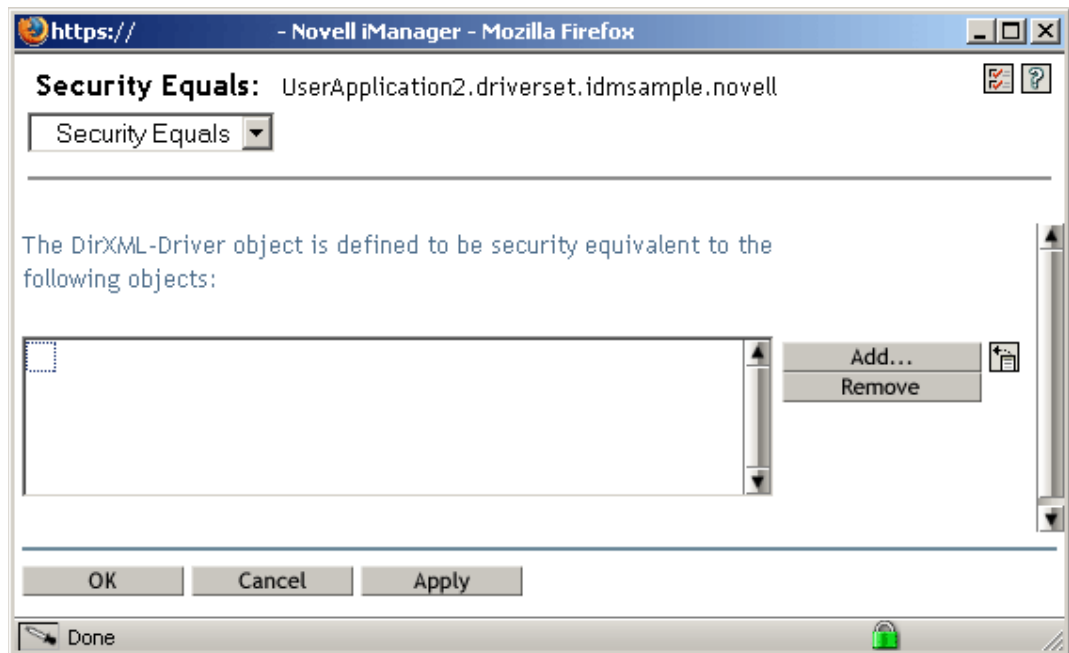 https:// - Novell iManager - Mozilla Firefox
Security Equals: UserApplication2.driverset.idmsample.novell
?
Security Equals
The DirXML-Driver object is defined to be security equivalent to the
following objects:
Add...
Remove
OK Cancel Apply
Done